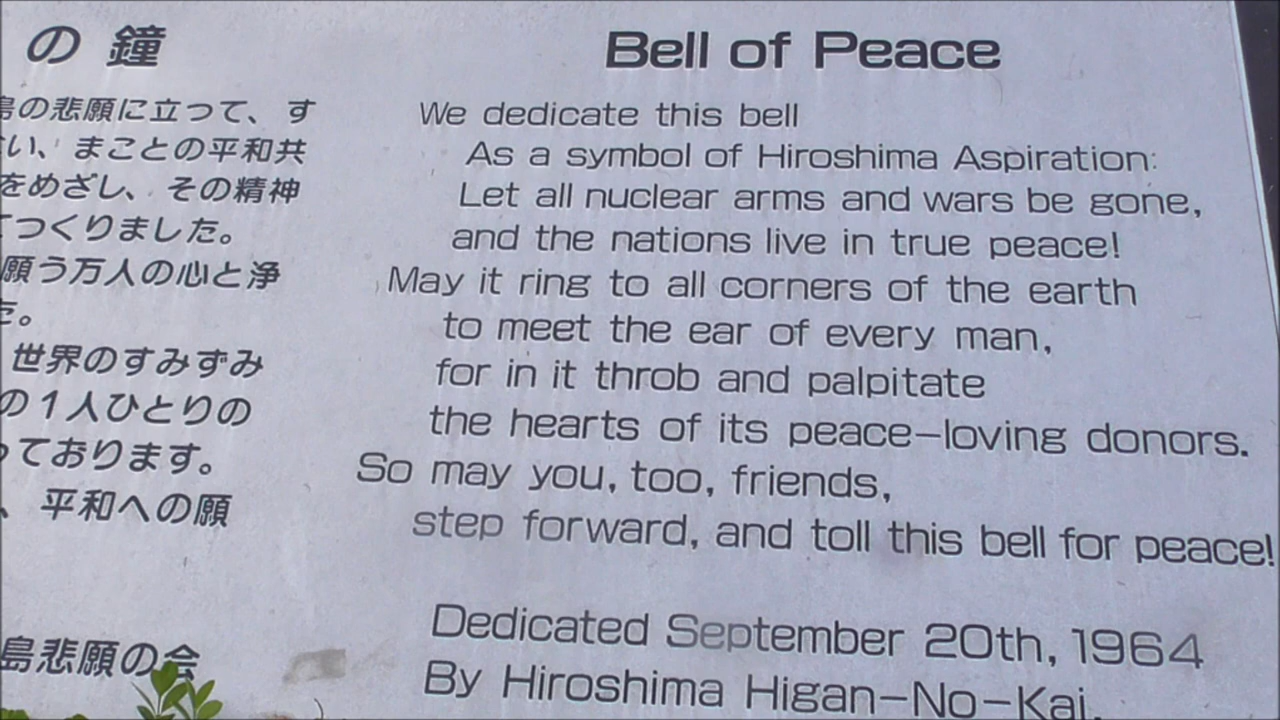 の鐘
島の悲願に立って、す
い、まことの平和共
をめざし、その精神
てつくりました。
願う万人の心と浄
た。
世界のすみずみ
の1人ひとりの
っております。
、平和への願
島悲願の会
Bell of Peace
We dedicate this bell
As a symbol of Hiroshima Aspiration:
Let all nuclear arms and wars be gone,
and the nations live in true peace!
May it ring to all corners of the earth
to meet the ear of every man,
for in it throb and palpitate
the hearts of its peace-loving donors.
So may you, too, friends,
step forward, and toll this bell for peace!
Dedicated September 20th, 1964
By Hiroshima Higan-No-Kai.